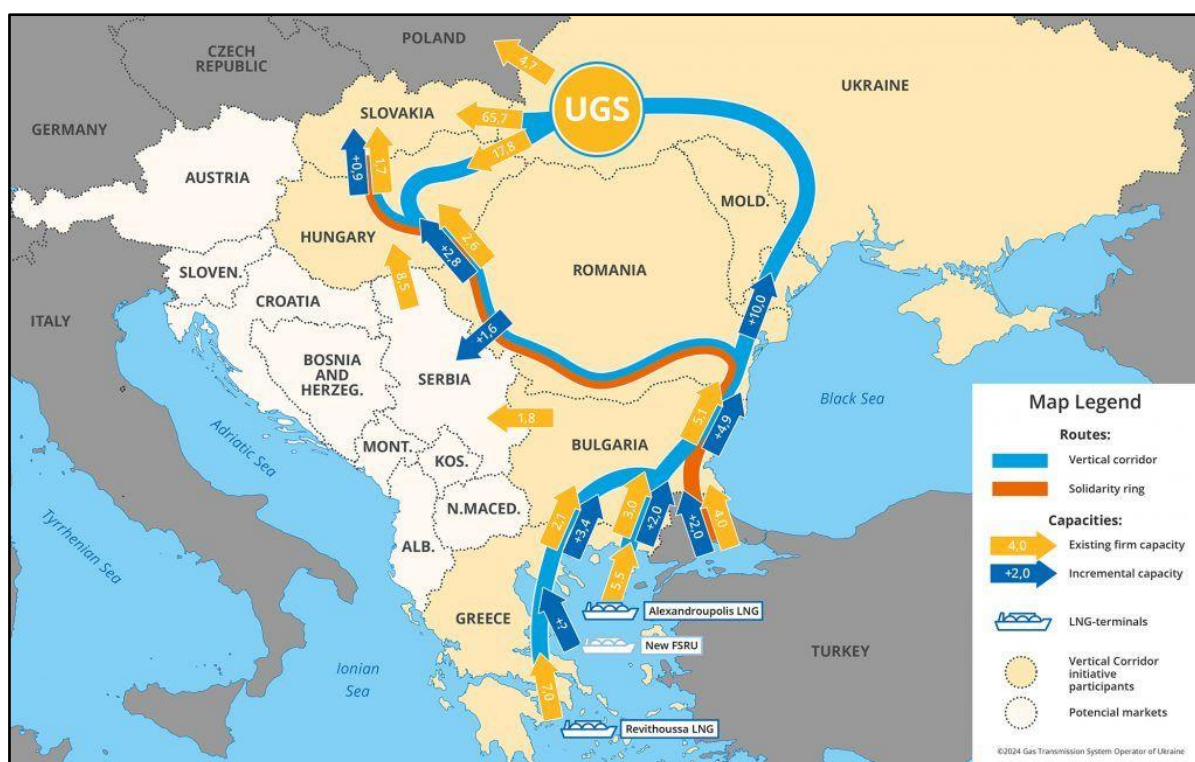 POLAND
CZECH
REPUBLIC
4,7
UGS
UKRAINE
SLOVAKIA
65,7
GERMANY
17,8
+0,9
1,7
AUSTRIA
MOLD.
HUNGARY
2,6
+2,8
ROMANIA
SLOVEN.
8,5
CROATIA
ITALY
+10,0
+1,6
BOSNIA
AND
HERZEG.
SERBIA
Black Sea
5,1
+4,9
1,8
BULGARIA
Adriatic Sea
MONT.
KOS.
N.MACED.
2,1
+3,4
3,0
+2,0
+2,0
4,0
Tyrrhenian Sea
ALB.
5,5
Alexandroupolis LNG
GREECE
+?
New FSRU
TURKEY
Ionian
Sea
7,0
Revithoussa LNG
Map Legend
Routes:
Vertical corridor
Solidarity ring
Capacities:
4,0
Existing firm capacity
+2,0
Incremental capacity
LNG-terminals
Vertical Corridor
initiative
participants
Potencial markets
©2024 Gas Transmission System Operator of Ukraine